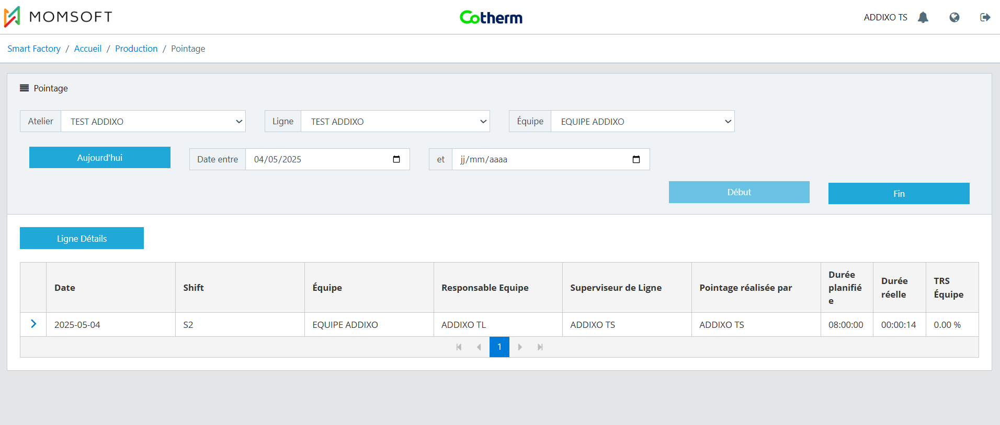 MOMSOFT
Cotherm
ADDIXO TS
Smart Factory / Accueil / Production / Pointage
Pointage
Atelier TEST ADDIXO Ligne TEST ADDIXO Équipe EQUIPE ADDIXO
Aujourd'hui Date entre 04/05/2025 et jj/mm/aaaa
Début Fin
Ligne Détails
Date Shift Équipe Responsable Equipe Superviseur de Ligne Pointage réalisée par Durée planifiée Durée réelle TRS Équipe
2025-05-04 S2 EQUIPE ADDIXO ADDIXO TL ADDIXO TS ADDIXO TS 08:00:00 00:00:14 0.00 %
1